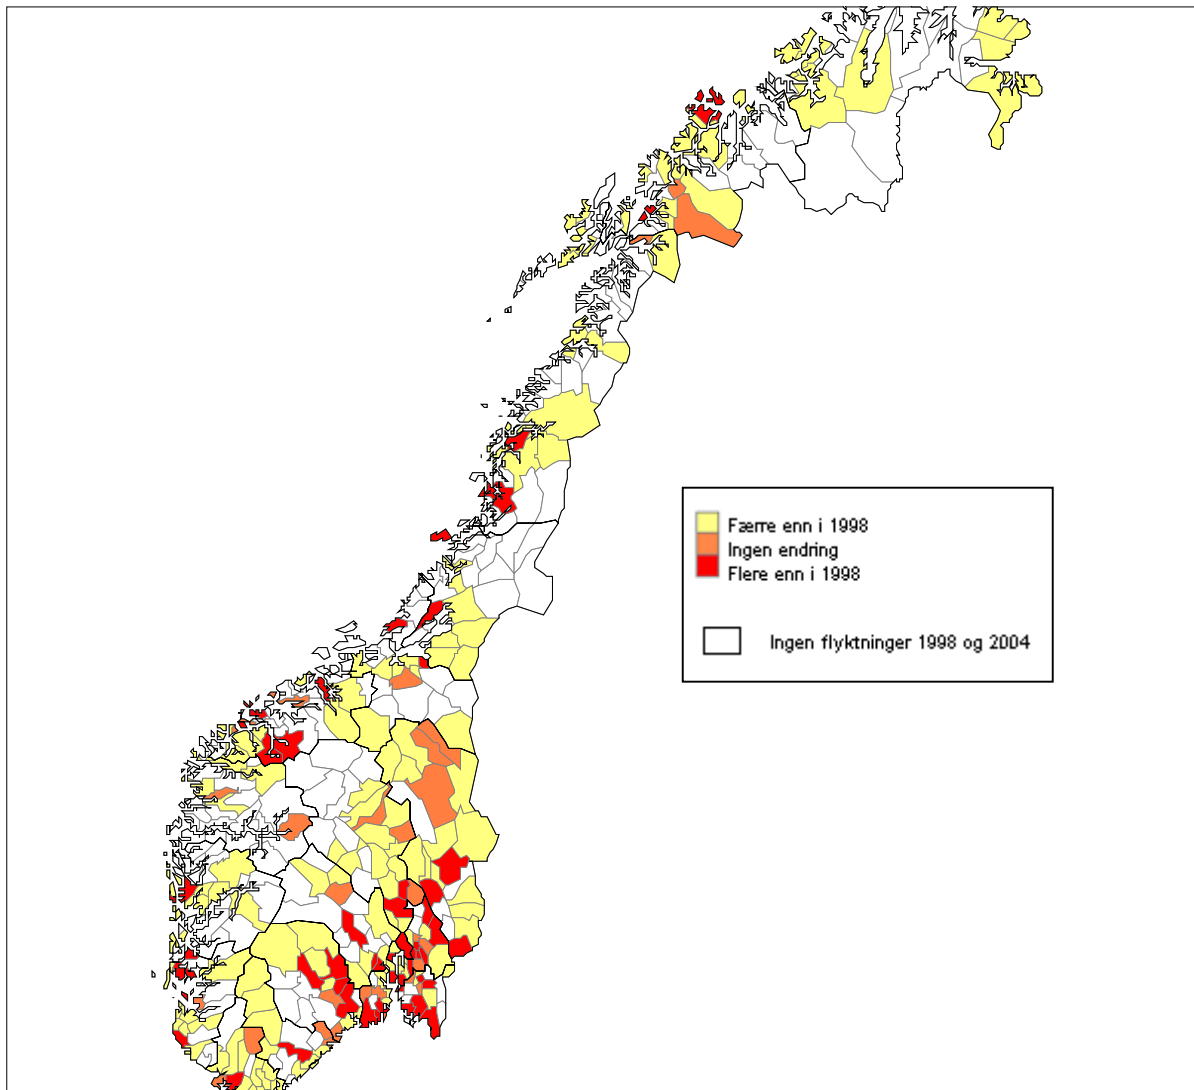 Færre enn i 1998
Ingen endring
Flere enn i 1998
Ingen flyktninger 1998 og 2004